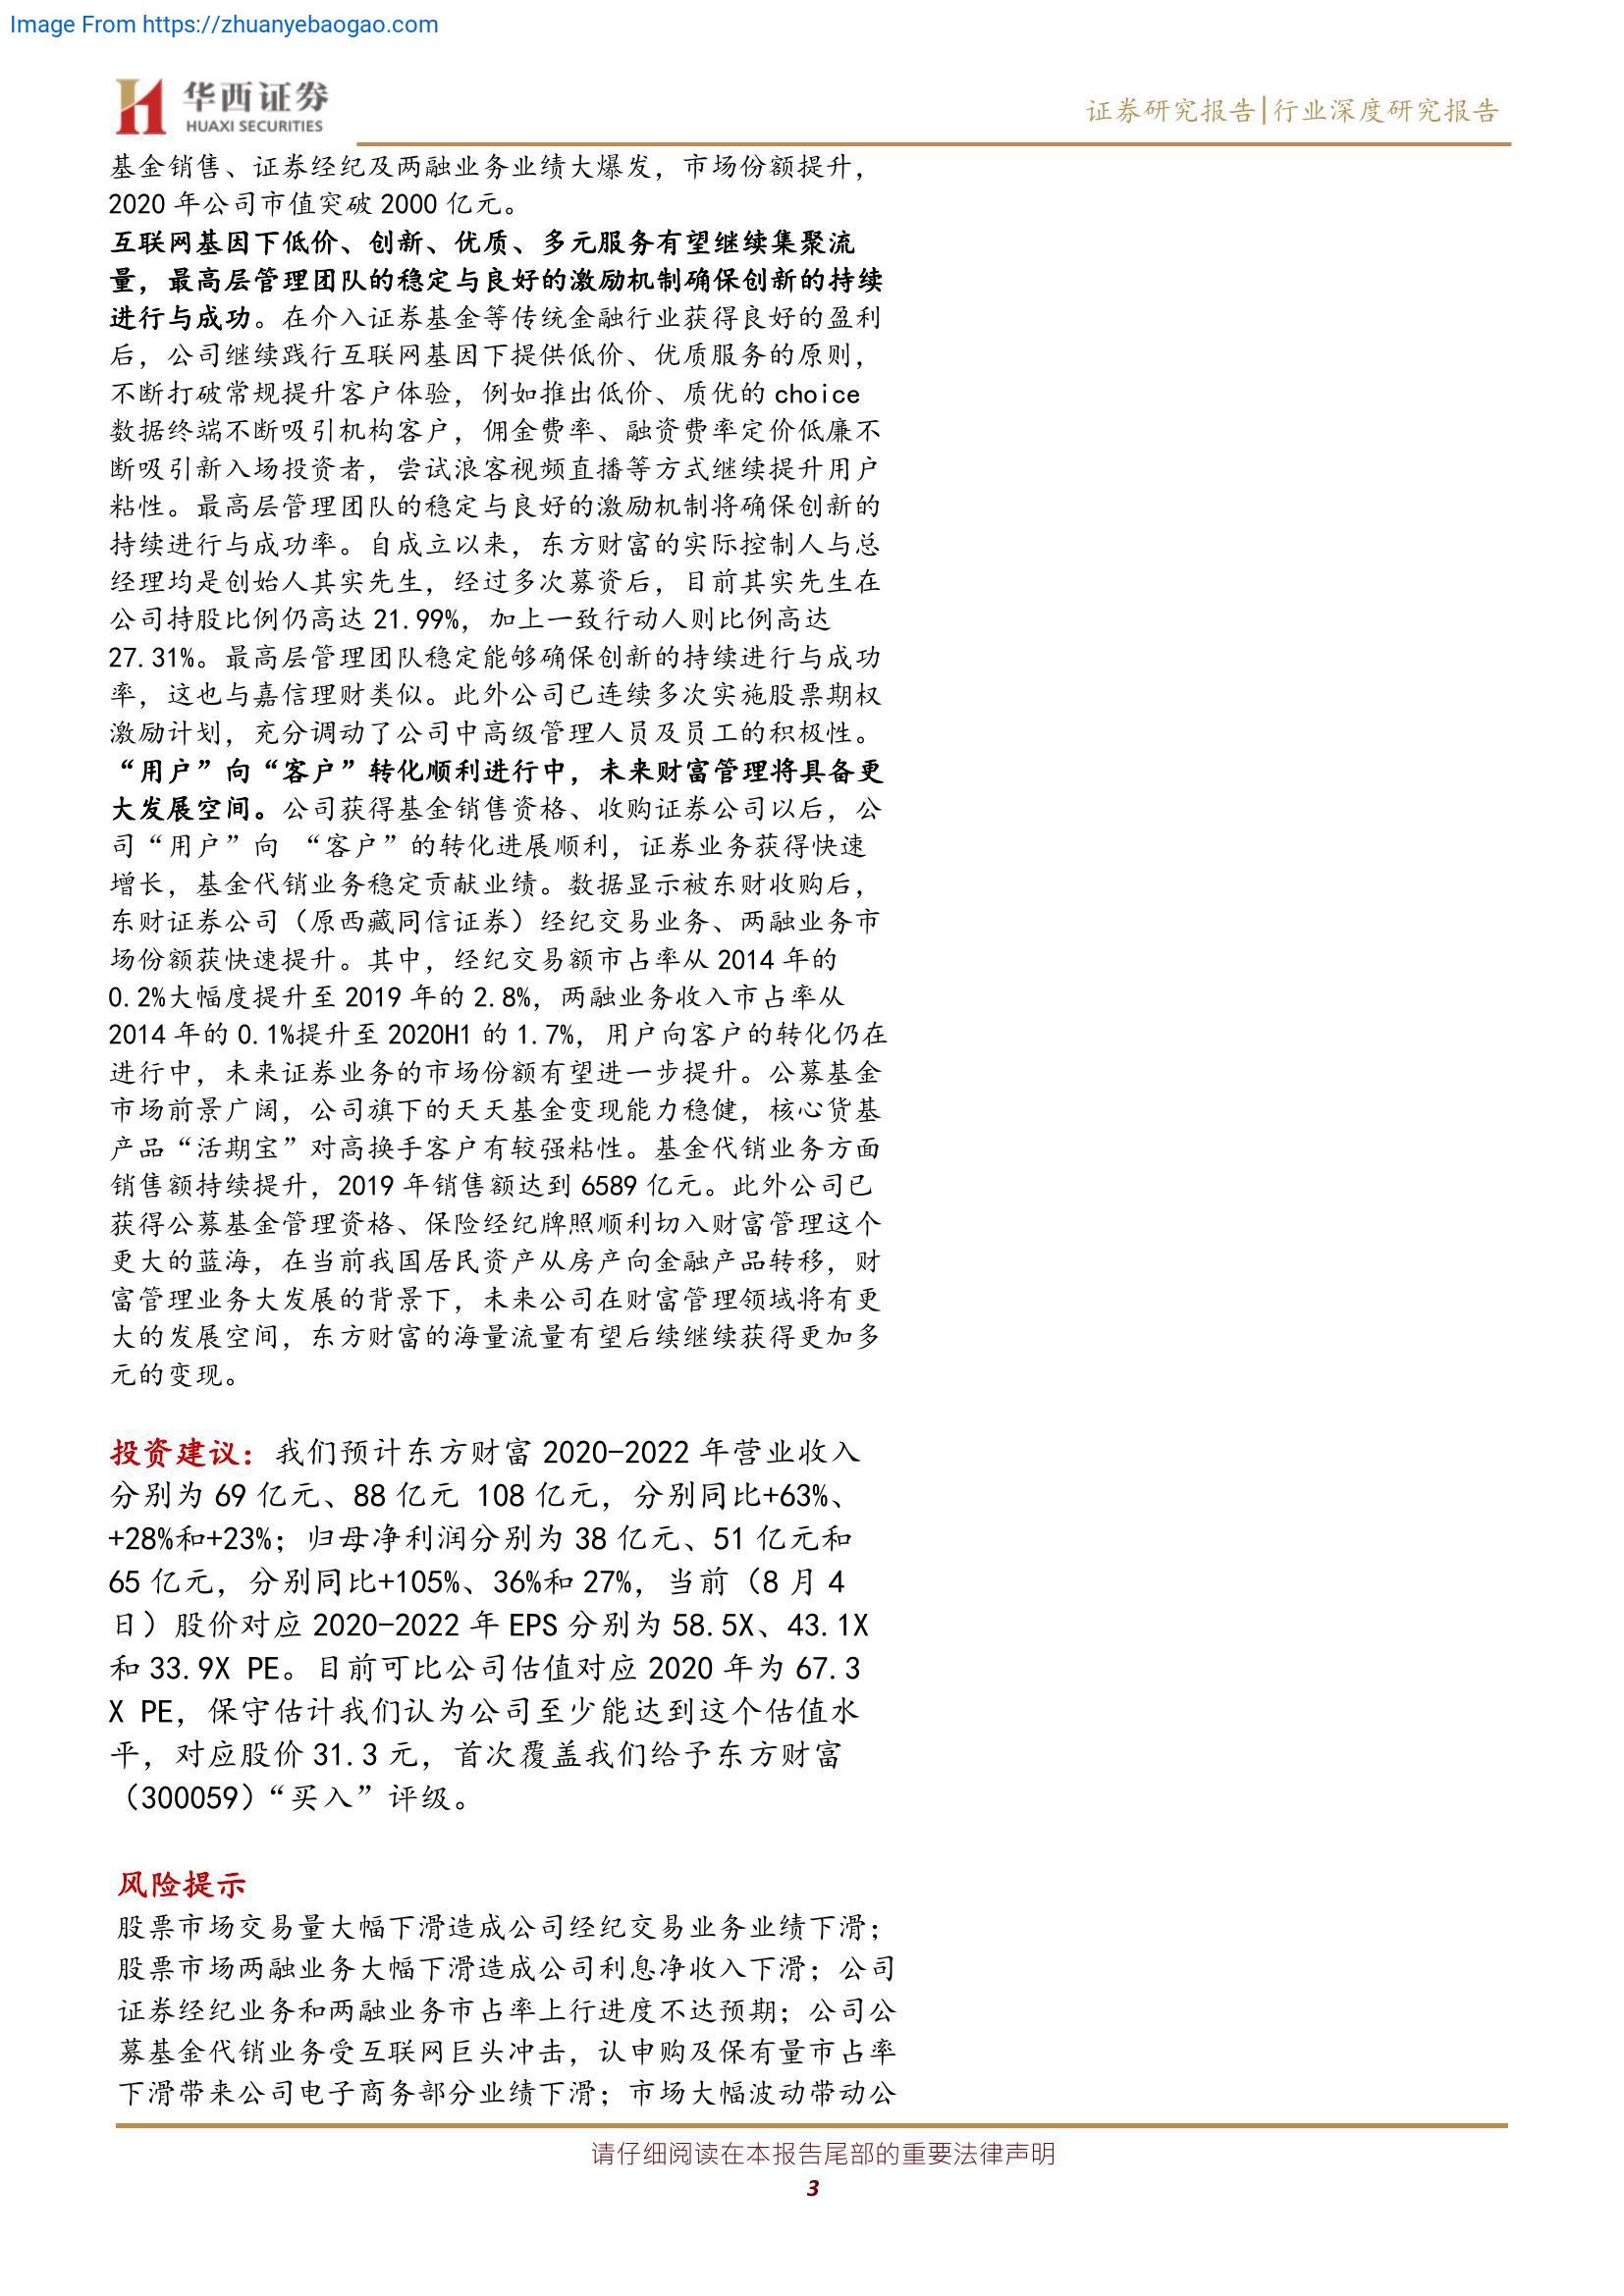 Image From https://zhuanyebaogao.com
华西证券
HUAXI SECURITIES
证券研究报告|行业深度研究报告
基金销售、证券经纪及两融业务业绩大爆发，市场份额提升，
2020 年公司市值突破 2000 亿元。
互联网基因下低价、创新、优质、多元服务有望继续集聚流
量，最高层管理团队的稳定与良好的激励机制确保创新的持续
进行与成功。在介入证券基金等传统金融行业获得良好的盈利
后，公司继续践行互联网基因下提供低价、优质服务的原则，
不断打破常规提升客户体验，例如推出低价、质优的 choice
数据终端不断吸引机构客户，佣金费率、融资费率定价低廉不
断吸引新入场投资者，尝试浪客视频直播等方式继续提升用户
粘性。最高层管理团队的稳定与良好的激励机制将确保创新的
持续进行与成功率。自成立以来，东方财富的实际控制人与总
经理均是创始人其实先生，经过多次募资后，目前其实先生在
公司持股比例仍高达 21.99%，加上一致行动人则比例高达
27.31%。最高层管理团队稳定能够确保创新的持续进行与成功
率，这也与嘉信理财类似。此外公司已连续多次实施股票期权
激励计划，充分调动了公司中高级管理人员及员工的积极性。
“用户”向“客户”转化顺利进行中，未来财富管理将具备更
大发展空间。公司获得基金销售资格、收购证券公司以后，公
司“用户”向 “客户”的转化进展顺利，证券业务获得快速
增长，基金代销业务稳定贡献业绩。数据显示被东财收购后，
东财证券公司（原西藏同信证券）经纪交易业务、两融业务市
场份额获快速提升。其中，经纪交易额市占率从 2014 年的
0.2%大幅度提升至 2019 年的 2.8%，两融业务收入市占率从
2014 年的 0.1%提升至 2020H1 的 1.7%，用户向客户的转化仍在
进行中，未来证券业务的市场份额有望进一步提升。公募基金
市场前景广阔，公司旗下的天天基金变现能力稳健，核心货基
产品“活期宝”对高换手客户有较强粘性。基金代销业务方面
销售额持续提升，2019 年销售额达到 6589 亿元。此外公司已
获得公募基金管理资格、保险经纪牌照顺利切入财富管理这个
更大的蓝海，在当前我国居民资产从房产向金融产品转移，财
富管理业务大发展的背景下，未来公司在财富管理领域将有更
大的发展空间，东方财富的海量流量有望后续继续获得更加多
元的变现。
投资建议：我们预计东方财富 2020-2022 年营业收入
分别为 69 亿元、88 亿元 108 亿元，分别同比+63%、
+28%和+23%；归母净利润分别为 38 亿元、51 亿元和
65 亿元，分别同比+105%、36%和 27%，当前（8 月 4
日）股价对应 2020-2022 年 EPS 分别为 58.5X、43.1X
和 33.9X PE。目前可比公司估值对应 2020 年为 67.3
X PE，保守估计我们认为公司至少能达到这个估值水
平，对应股价 31.3 元，首次覆盖我们给予东方财富
（300059）“买入”评级。
风险提示
股票市场交易量大幅下滑造成公司经纪交易业务业绩下滑；
股票市场两融业务大幅下滑造成公司利息净收入下滑；公司
证券经纪业务和两融业务市占率上行进度不达预期；公司公
募基金代销业务受互联网巨头冲击，认申购及保有量市占率
下滑带来公司电子商务部分业绩下滑；市场大幅波动带动公
请仔细阅读在本报告尾部的重要法律声明
3